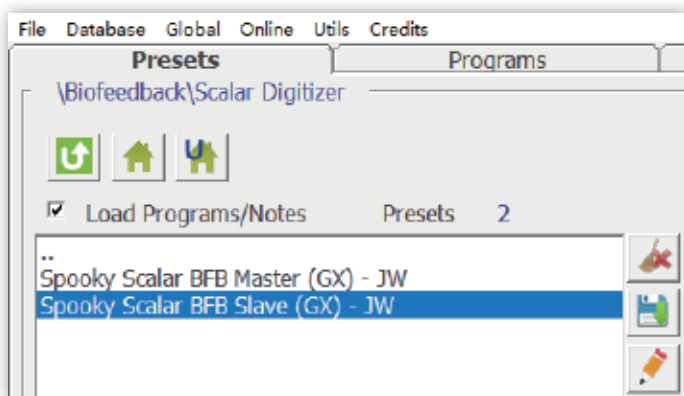 File Database Global Online Utils Credits
Presets Programs
\Biofeedback\Scalar Digitizer
U
Load Programs/Notes Presets 2
..
Spooky Scalar BFB Master (GX) - JW
Spooky Scalar BFB Slave (GX) - JW